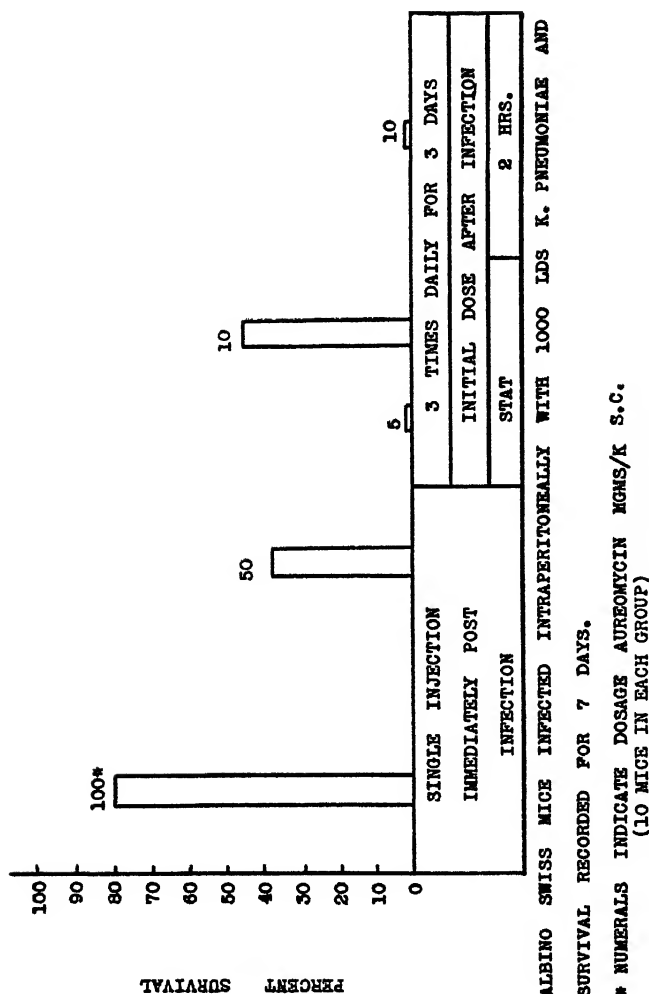 PERCENT SURVIVAL
100
90
80
70
60
50
40
30
20
10
0
100*
50
5
10
10
SINGLE INJECTION
IMMEDIATELY POST
INFECTION
3 TIMES DAILY FOR 3 DAYS
INITIAL DOSE AFTER INFECTION
STAT
2 HRS.
ALBINO SWISS MICE INFECTED INTRAPERITONEALLY WITH 1000 LDS K. PNEUMONIAE AND
SURVIVAL RECORDED FOR 7 DAYS.
* NUMERALS INDICATE DOSAGE AUREOMYCIN MGMS/K S.C.
(10 MICE IN EACH GROUP)